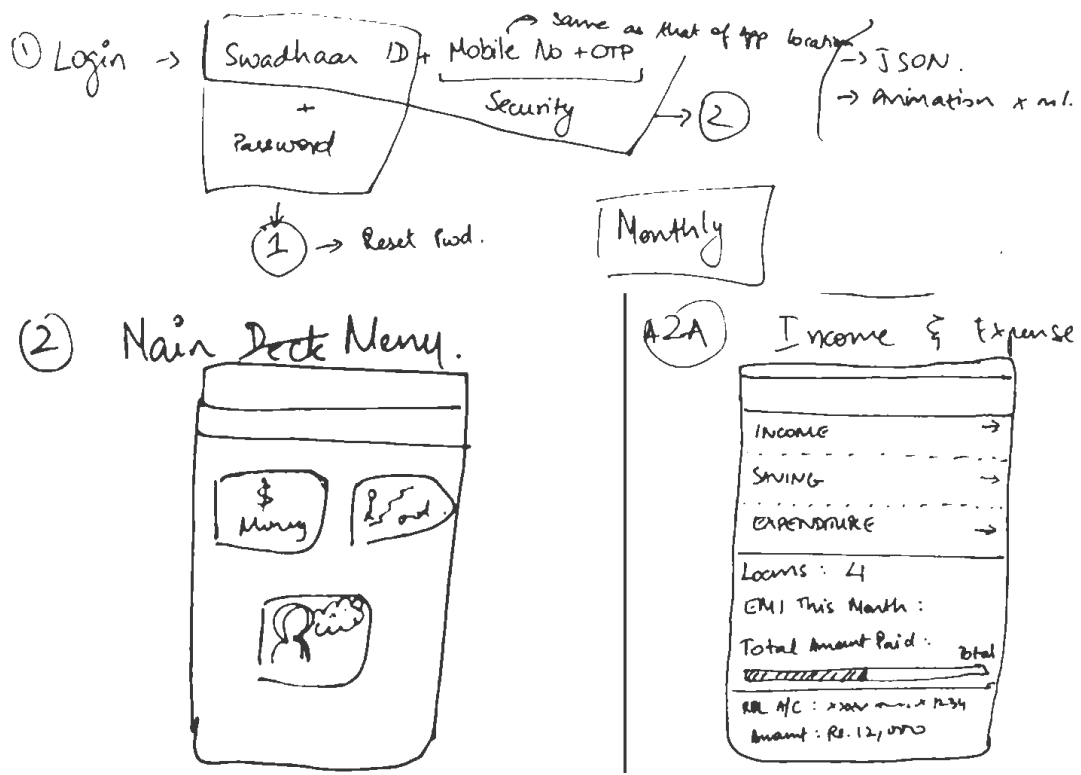 ① Login → Swadhaar ID + Mobile No + OTP → same as that of App location
→ JSON.
→ Animation xml.
+
Security
→ ②
Password
① → Reset Pwd.
Monthly
② Main Deck Menu.
$
Money
A2A Income & Expense
INCOME →
SAVING →
EXPENDITURE →
Loans : 4
EMI This Month :
Total Amount Paid :
Total
RBL A/C : 1234
Amount : Rs. 12,000